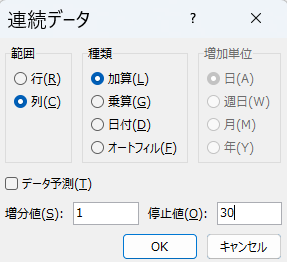 連続データ ? ×
範囲
行(R)
列(C)
種類
加算(L)
乗算(G)
日付(D)
オートフィル(F)
増加単位
日(A)
週日(W)
月(M)
年(Y)
データ予測(T)
増分値(S): 1 停止値(O): 30
OK キャンセル